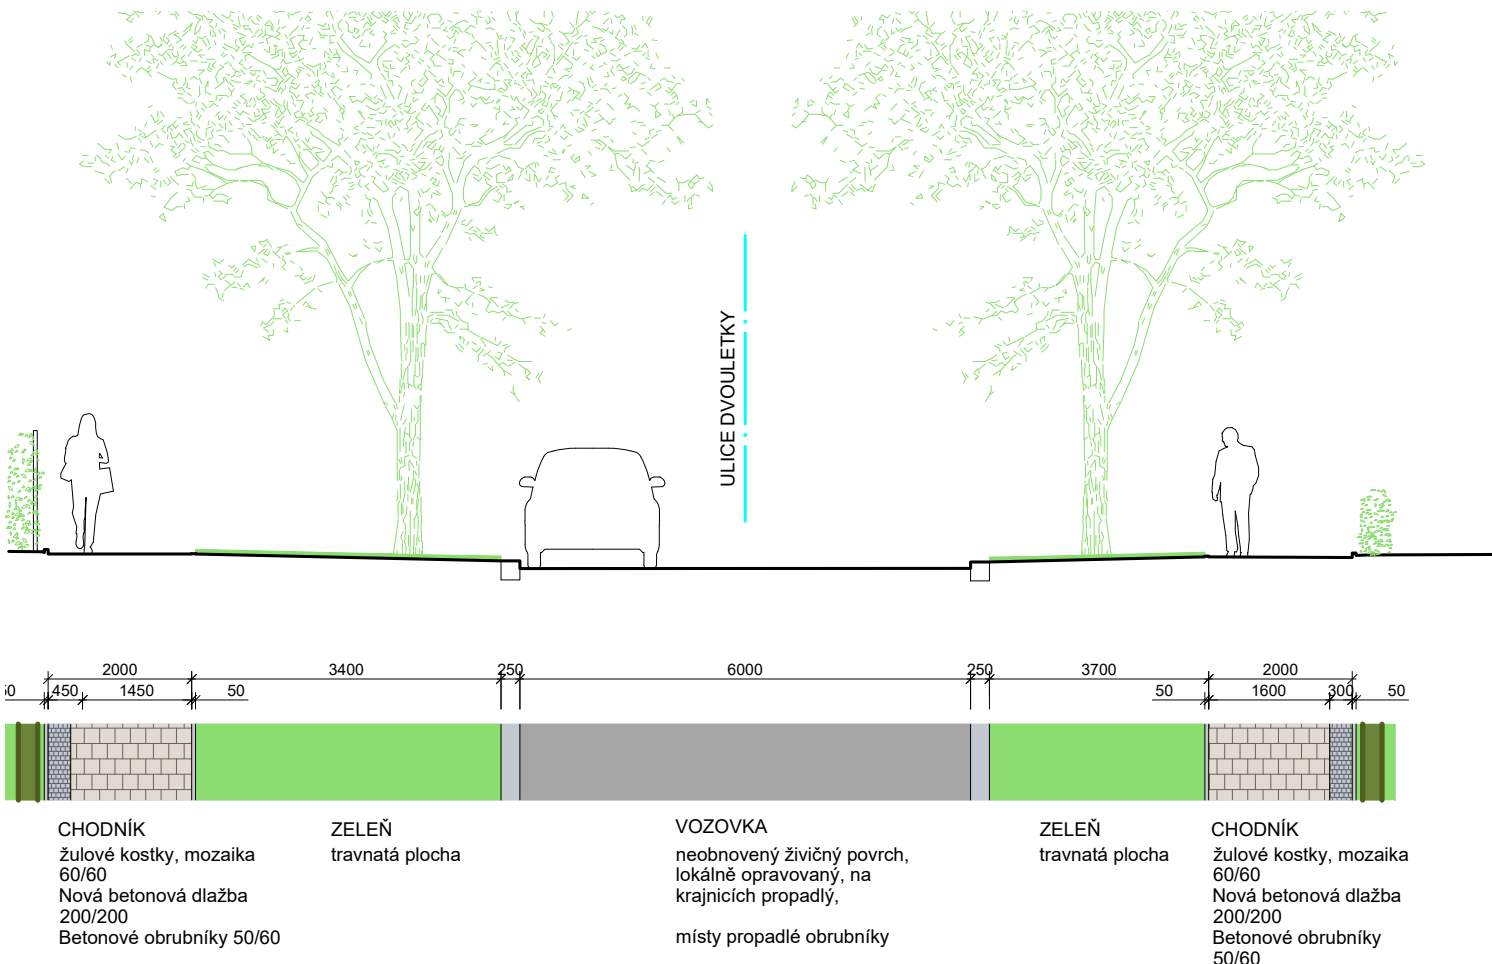 ULICE DVOULETKY
2000
3400
250
6000
250
3700
2000
450
1450
50
50
1600
300
50
CHODNÍK
žulové kostky, mozaika
60/60
Nová betonová dlažba
200/200
Betonové obrubníky 50/60
ZELEŇ
travnatá plocha
VOZOVKA
neobnovený živičný povrch,
lokálně opravovaný, na
krajnicích propadlý,
místy propadlé obrubníky
ZELEŇ
travnatá plocha
CHODNÍK
žulové kostky, mozaika
60/60
Nová betonová dlažba
200/200
Betonové obrubníky
50/60